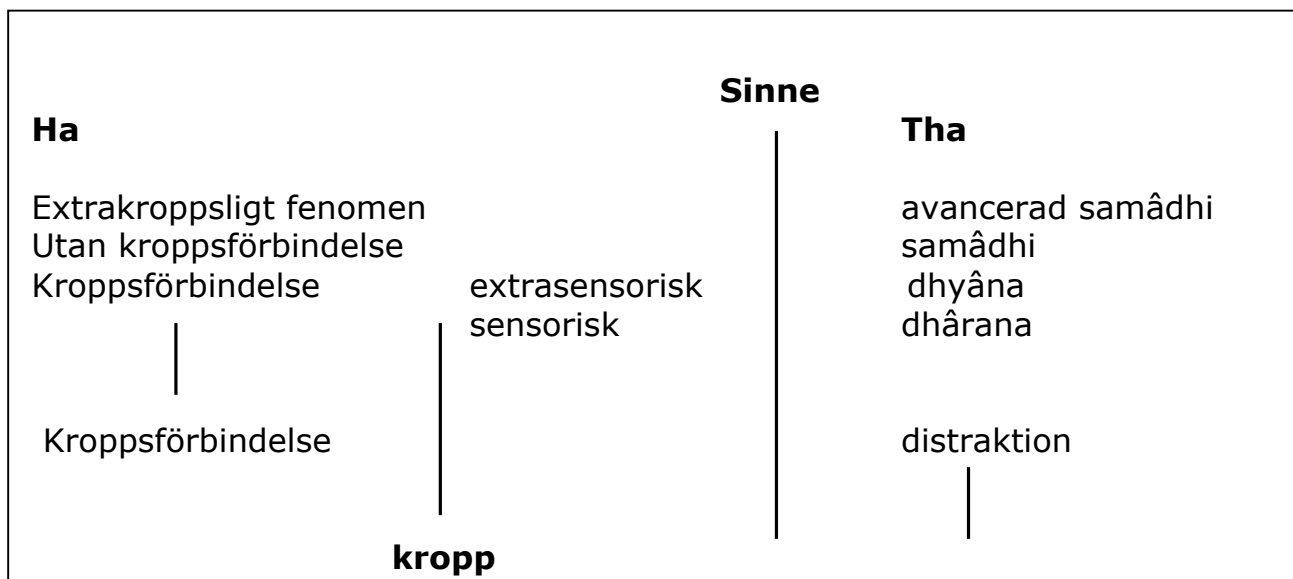 Sinne
Ha Tha
Extrakroppsligt fenomen avancerad samâdhi
Utan kroppsförbindelse samâdhi
Kroppsförbindelse extrasensorisk dhyâna
sensorisk dhârana
Kroppsförbindelse distraktion
kropp